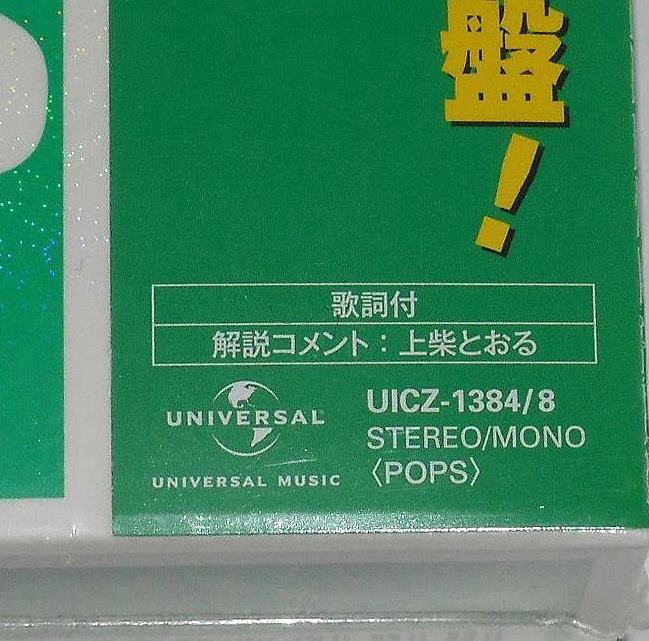 盤!
歌詞付
解説コメント：上柴とおる
UNIVERSAL
UNIVERSAL MUSIC
UICZ-1384/8
STEREO/MONO
〈POPS〉